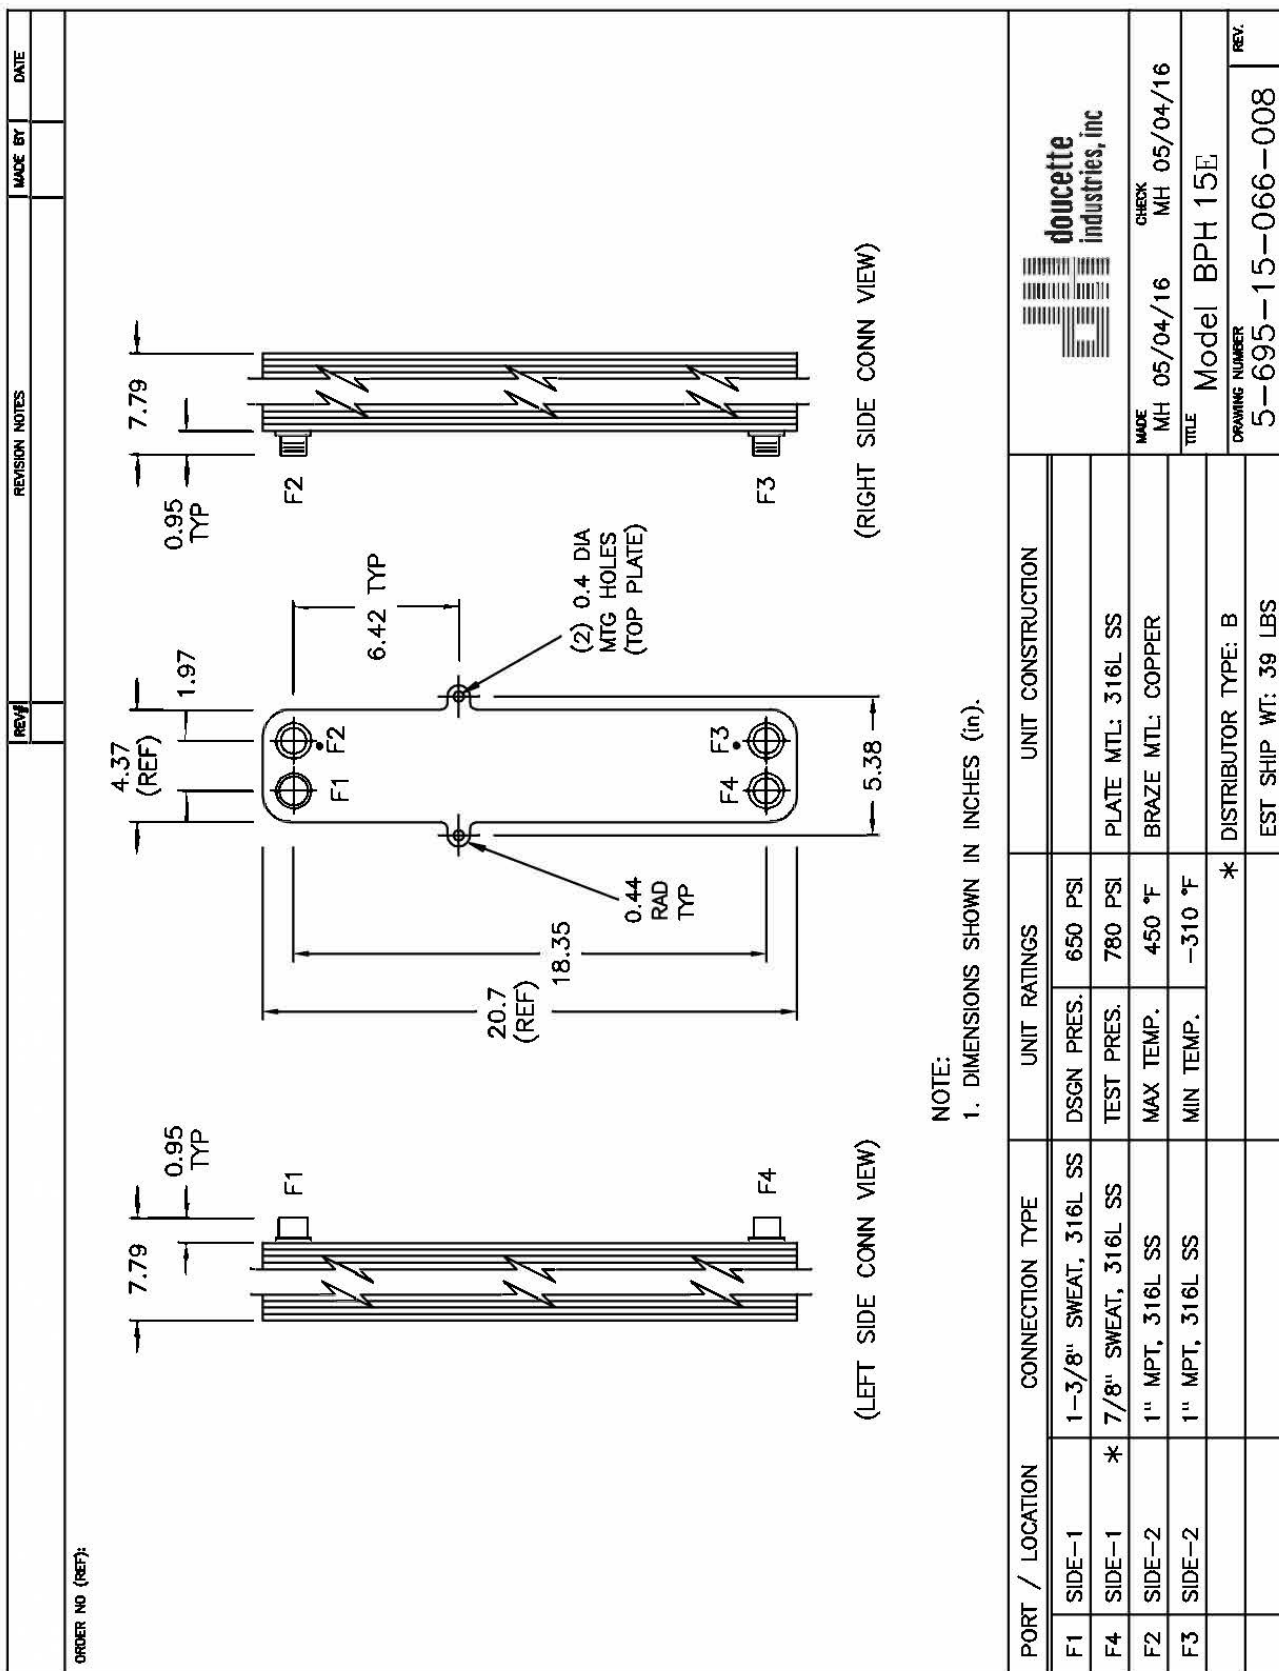 REV#
REVISION NOTES
MADE BY
DATE
ORDER NO (REF):
7.79
0.95
TYP
F1
F4
(LEFT SIDE CONN VIEW)
4.37
(REF)
1.97
F1
F2
F4
F3
6.42 TYP
(2) 0.4 DIA
MTG HOLES
(TOP PLATE)
0.44
RAD
TYP
18.35
20.7
(REF)
5.38
7.79
0.95
TYP
F2
F3
(RIGHT SIDE CONN VIEW)
NOTE:
1. DIMENSIONS SHOWN IN INCHES (in).
PORT / LOCATION
CONNECTION TYPE
UNIT RATINGS
UNIT CONSTRUCTION
F1 SIDE-1 1-3/8" SWEAT, 316L SS DSGN PRES. 650 PSI
F4 SIDE-1 * 7/8" SWEAT, 316L SS TEST PRES. 780 PSI PLATE MTL: 316L SS
F2 SIDE-2 1" MPT, 316L SS MAX TEMP. 450 °F BRAZE MTL: COPPER
F3 SIDE-2 1" MPT, 316L SS MIN TEMP. -310 °F
* DISTRIBUTOR TYPE: B
EST SHIP WT: 39 LBS
doucette
industries, inc
MADE
MH 05/04/16
CHECK
MH 05/04/16
TITLE
Model BPH 15E
DRAWING NUMBER
5-695-15-066-008
REV.